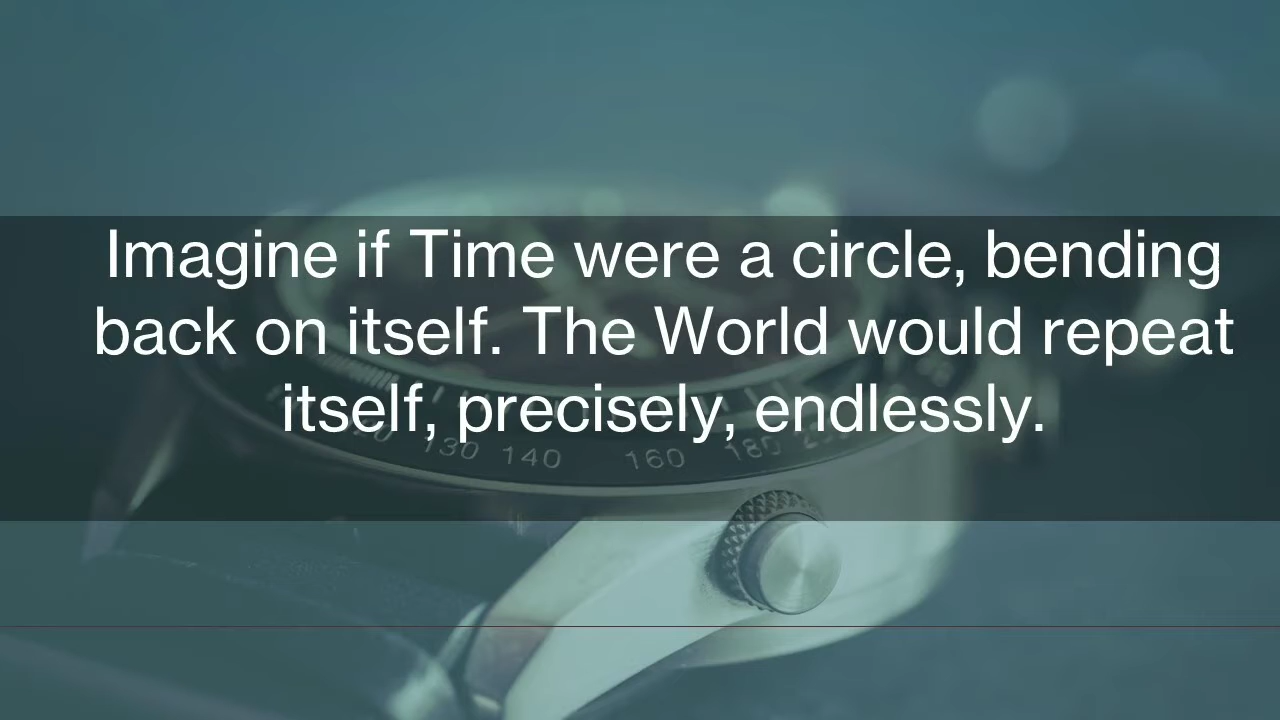 Imagine if Time were a circle, bending
back on itself. The World would repeat
itself, precisely, endlessly.
130 140 160 180